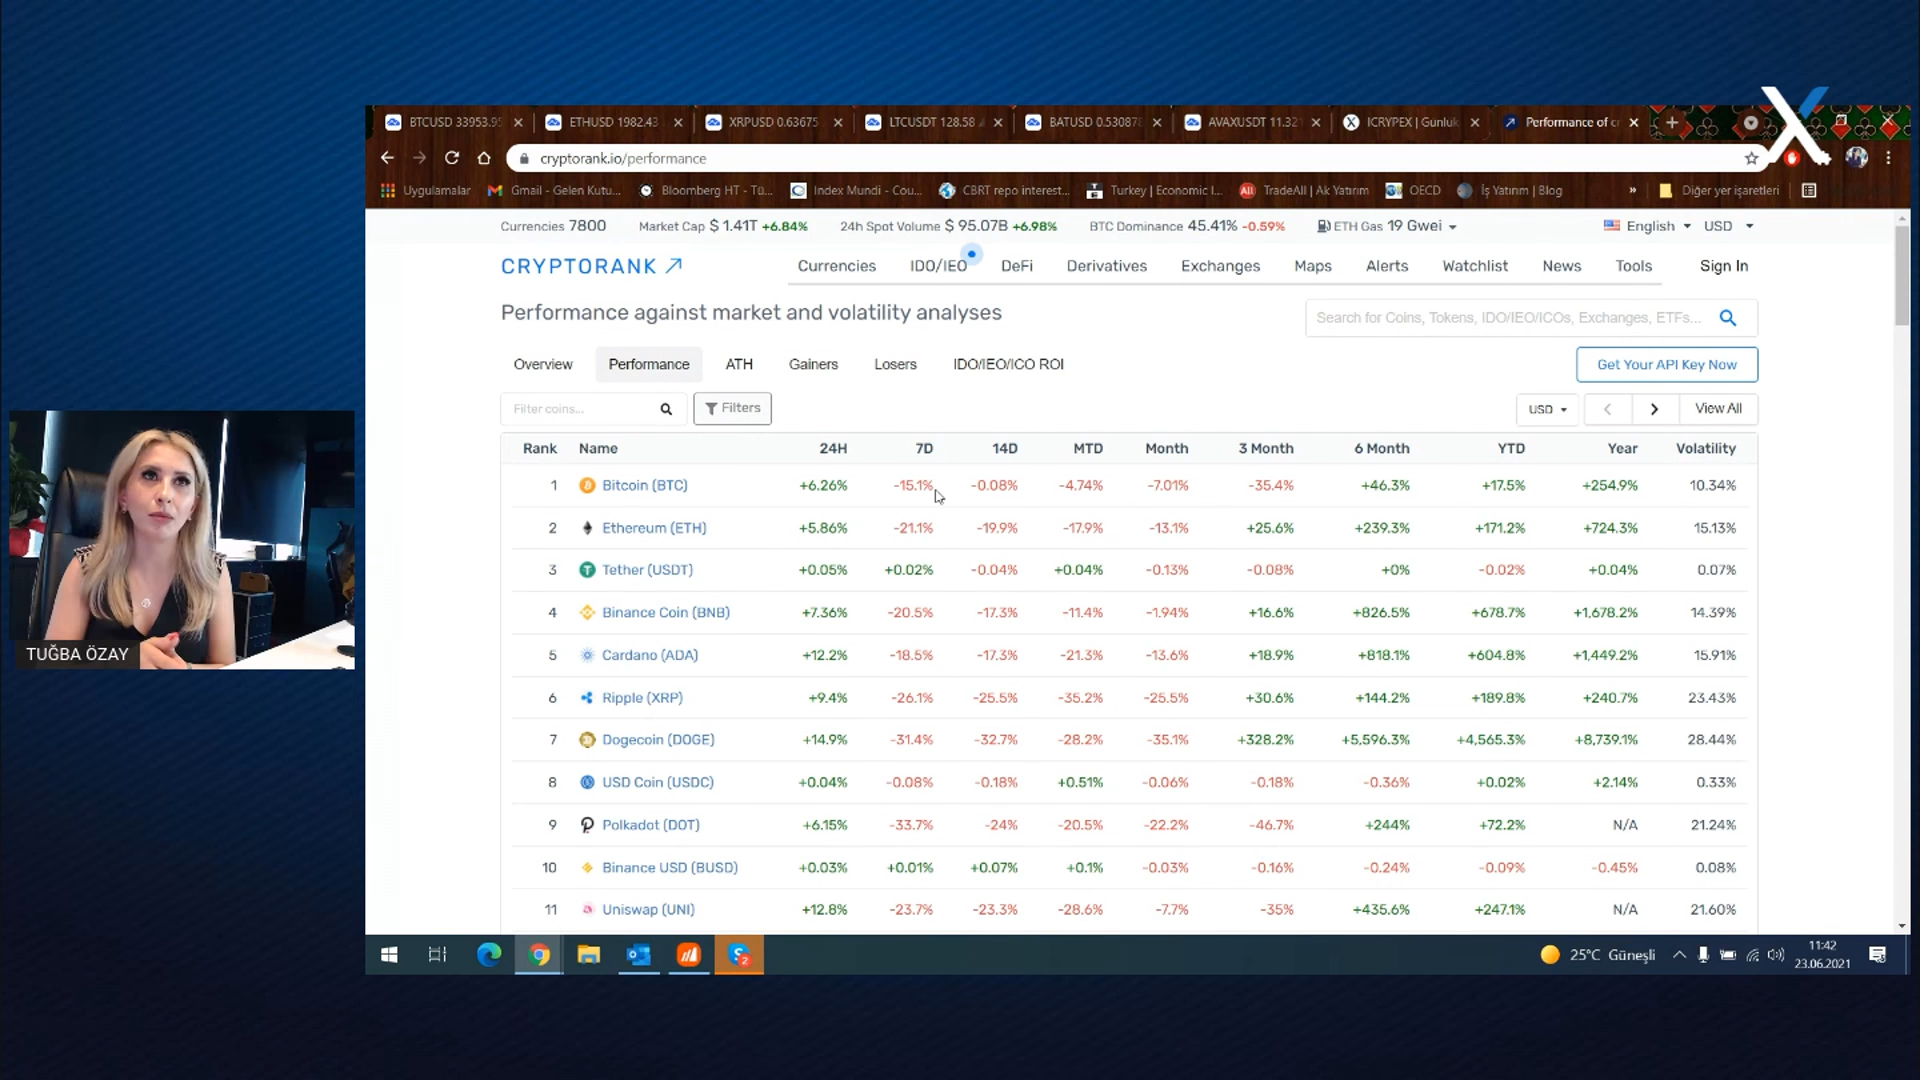 BTCUSD 33953.95
ETHUSD 1982.43
XRPUSD 0.63675
LTCUSDT 128.58
BATUSD 0.53087
AVAXUSDT 11.321
ICRYPEX | Gunluk
Performance of c
cryptorank.io/performance
Uygulamalar
Gmail - Gelen Kutu...
Bloomberg HT - Tü...
Index Mundi - Cou...
CBRT repo interest...
Turkey | Economic I...
TradeAll | Ak Yatırım
OECD
İş Yatırım | Blog
»
Diğer yer işaretleri
Currencies 7800 Market Cap $ 1.41T +6.84% 24h Spot Volume $ 95.07B +6.98% BTC Dominance 45.41% -0.59% ETH Gas 19 Gwei English USD
CRYPTORANK Currencies IDO/IEO DeFi Derivatives Exchanges Maps Alerts Watchlist News Tools Sign In
Performance against market and volatility analyses
Search for Coins, Tokens, IDO/IEO/ICOs, Exchanges, ETFs...
Overview Performance ATH Gainers Losers IDO/IEO/ICO ROI Get Your API Key Now
Filter coins... Filters USD View All
Rank Name 24H 7D 14D MTD Month 3 Month 6 Month YTD Year Volatility
1 Bitcoin (BTC) +6.26% -15.1% -0.08% -4.74% -7.01% -35.4% +46.3% +17.5% +254.9% 10.34%
2 Ethereum (ETH) +5.86% -21.1% -19.9% -17.9% -13.1% +25.6% +239.3% +171.2% +724.3% 15.13%
3 Tether (USDT) +0.05% +0.02% -0.04% +0.04% -0.13% -0.08% +0% -0.02% +0.04% 0.07%
4 Binance Coin (BNB) +7.36% -20.5% -17.3% -11.4% -1.94% +16.6% +826.5% +678.7% +1,678.2% 14.39%
5 Cardano (ADA) +12.2% -18.5% -17.3% -21.3% -13.6% +18.9% +818.1% +604.8% +1,449.2% 15.91%
6 Ripple (XRP) +9.4% -26.1% -25.5% -35.2% -25.5% +30.6% +144.2% +189.8% +240.7% 23.43%
7 Dogecoin (DOGE) +14.9% -31.4% -32.7% -28.2% -35.1% +328.2% +5,596.3% +4,565.3% +8,739.1% 28.44%
8 USD Coin (USDC) +0.04% -0.08% -0.18% +0.51% -0.06% -0.18% -0.36% +0.02% +2.14% 0.33%
9 Polkadot (DOT) +6.15% -33.7% -24% -20.5% -22.2% -46.7% +244% +72.2% N/A 21.24%
10 Binance USD (BUSD) +0.03% +0.01% +0.07% +0.1% -0.03% -0.16% -0.24% -0.09% -0.45% 0.08%
11 Uniswap (UNI) +12.8% -23.7% -23.3% -28.6% -7.7% -35% +435.6% +247.1% N/A 21.60%
TUĞBA ÖZAY
25°C Güneşli
11:42
23.06.2021